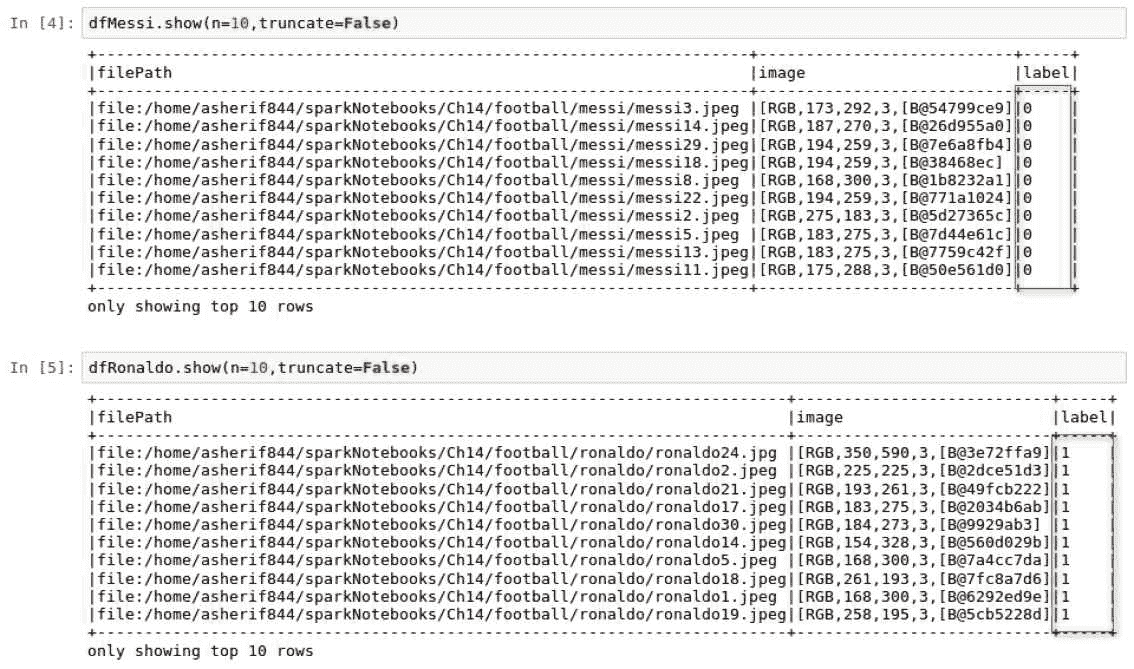 In [4]: dfMessi.show(n=10,truncate=False)
+--------------------------------------------------------------------------+-----------------------------+-----+
|filePath |image |label|
+--------------------------------------------------------------------------+-----------------------------+-----+
|file:/home/asherif844/sparkNotebooks/Ch14/football/messi/messi3.jpeg |[RGB,173,292,3,[B@54799ce9]|0 |
|file:/home/asherif844/sparkNotebooks/Ch14/football/messi/messi14.jpeg|[RGB,187,270,3,[B@26d955a0]|0 |
|file:/home/asherif844/sparkNotebooks/Ch14/football/messi/messi29.jpeg|[RGB,194,259,3,[B@7e6a8fb4]|0 |
|file:/home/asherif844/sparkNotebooks/Ch14/football/messi/messi18.jpeg|[RGB,194,259,3,[B@38468ec] |0 |
|file:/home/asherif844/sparkNotebooks/Ch14/football/messi/messi8.jpeg |[RGB,168,300,3,[B@1b8232a1]|0 |
|file:/home/asherif844/sparkNotebooks/Ch14/football/messi/messi22.jpeg|[RGB,194,259,3,[B@771a1024]|0 |
|file:/home/asherif844/sparkNotebooks/Ch14/football/messi/messi2.jpeg |[RGB,275,183,3,[B@5d27365c]|0 |
|file:/home/asherif844/sparkNotebooks/Ch14/football/messi/messi5.jpeg |[RGB,183,275,3,[B@7d44e61c]|0 |
|file:/home/asherif844/sparkNotebooks/Ch14/football/messi/messi13.jpeg|[RGB,183,275,3,[B@7759c42f]|0 |
|file:/home/asherif844/sparkNotebooks/Ch14/football/messi/messi11.jpeg|[RGB,175,288,3,[B@50e561d0]|0 |
+--------------------------------------------------------------------------+-----------------------------+-----+
only showing top 10 rows
In [5]: dfRonaldo.show(n=10,truncate=False)
+------------------------------------------------------------------------------+-----------------------------+-----+
|filePath |image |label|
+------------------------------------------------------------------------------+-----------------------------+-----+
|file:/home/asherif844/sparkNotebooks/Ch14/football/ronaldo/ronaldo24.jpg |[RGB,350,590,3,[B@3e72ffa9]|1 |
|file:/home/asherif844/sparkNotebooks/Ch14/football/ronaldo/ronaldo2.jpeg |[RGB,225,225,3,[B@2dce51d3]|1 |
|file:/home/asherif844/sparkNotebooks/Ch14/football/ronaldo/ronaldo21.jpeg|[RGB,193,261,3,[B@49fcb222]|1 |
|file:/home/asherif844/sparkNotebooks/Ch14/football/ronaldo/ronaldo17.jpeg|[RGB,183,275,3,[B@2034b6ab]|1 |
|file:/home/asherif844/sparkNotebooks/Ch14/football/ronaldo/ronaldo30.jpeg|[RGB,184,273,3,[B@9929ab3] |1 |
|file:/home/asherif844/sparkNotebooks/Ch14/football/ronaldo/ronaldo14.jpeg|[RGB,154,328,3,[B@560d029b]|1 |
|file:/home/asherif844/sparkNotebooks/Ch14/football/ronaldo/ronaldo5.jpeg |[RGB,168,300,3,[B@7a4cc7da]|1 |
|file:/home/asherif844/sparkNotebooks/Ch14/football/ronaldo/ronaldo18.jpeg|[RGB,261,193,3,[B@7fc8a7d6]|1 |
|file:/home/asherif844/sparkNotebooks/Ch14/football/ronaldo/ronaldo1.jpeg |[RGB,168,300,3,[B@6292ed9e]|1 |
|file:/home/asherif844/sparkNotebooks/Ch14/football/ronaldo/ronaldo19.jpeg|[RGB,258,195,3,[B@5cb5228d]|1 |
+------------------------------------------------------------------------------+-----------------------------+-----+
only showing top 10 rows